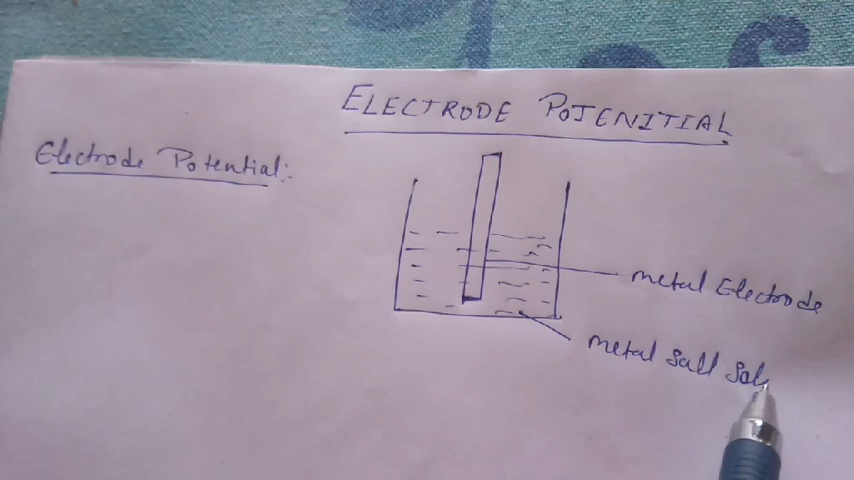 ELECTRODE POTENITIAL
Electrode Potential:-
metal Electrode
metal Salt Sol